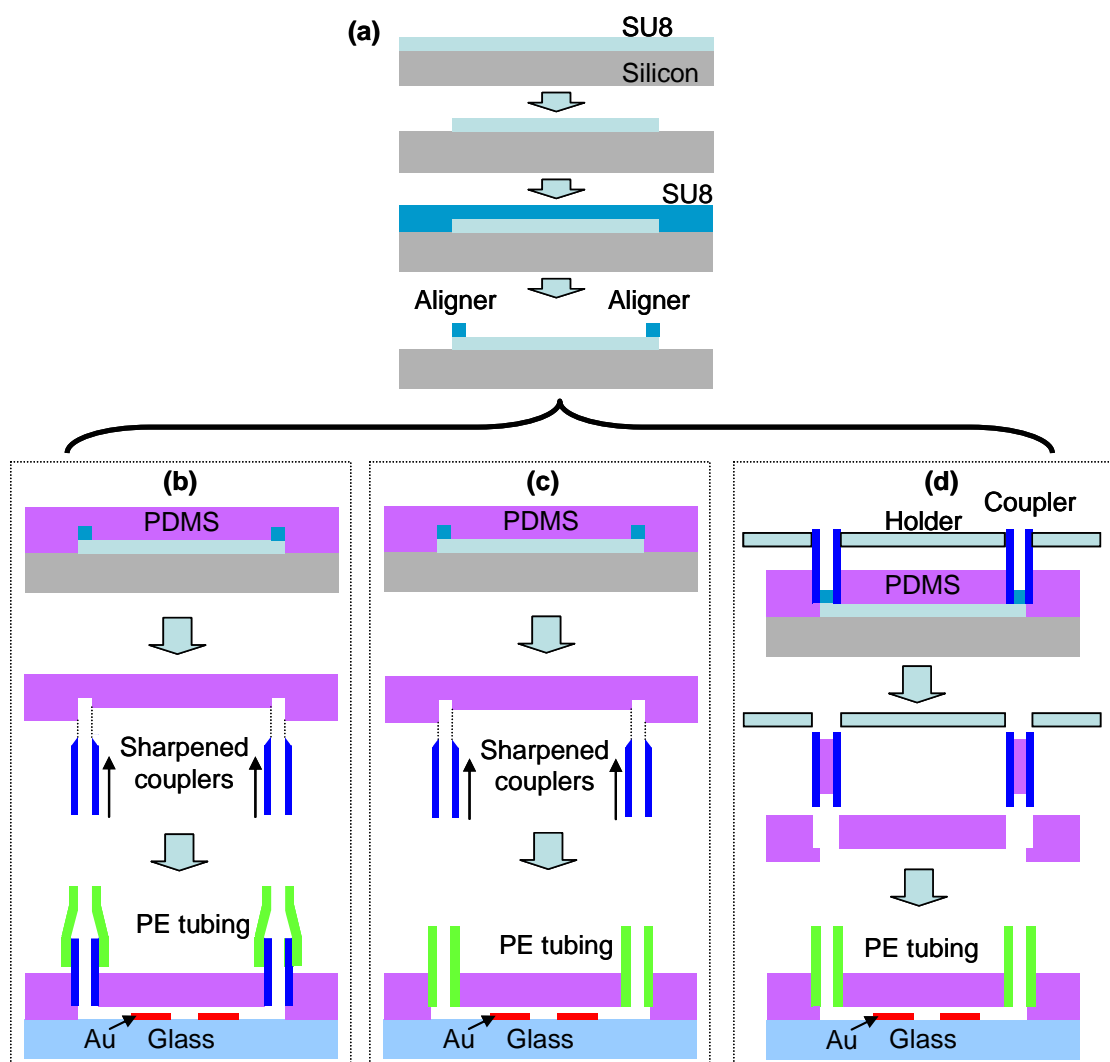 (a)
SU8
Silicon
SU8
Aligner
Aligner
(b)
PDMS
Sharpened
couplers
PE tubing
Au
Glass
(c)
PDMS
Sharpened
couplers
PE tubing
Au
Glass
(d)
Coupler
Holder
PDMS
PE tubing
Au
Glass